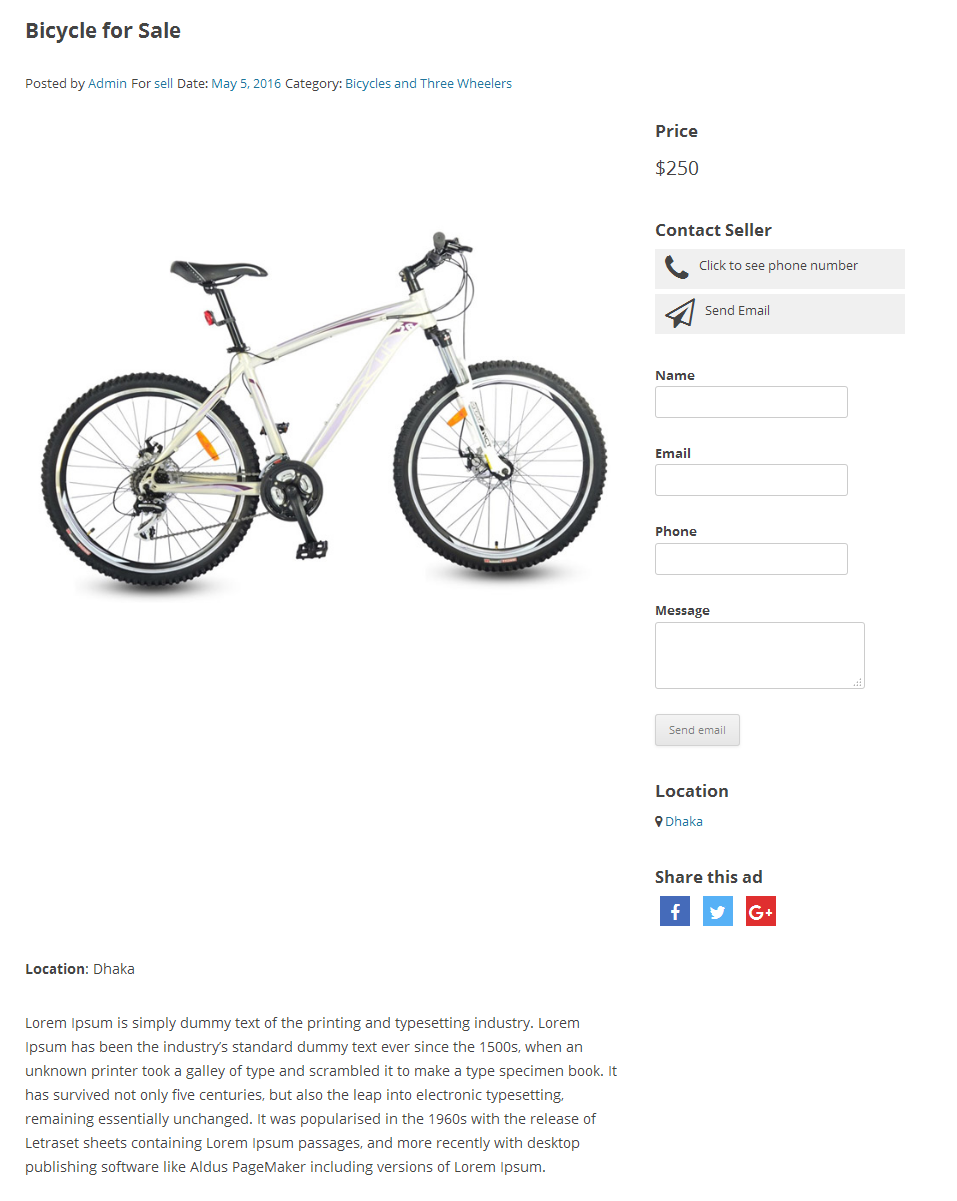 Bicycle for Sale
Posted by Admin For sell Date: May 5, 2016 Category: Bicycles and Three Wheelers
Price
$250
Contact Seller
Click to see phone number
Send Email
Name
Email
Phone
Message
Send email
Location
Dhaka
Share this ad
f
G+
Location: Dhaka
Lorem Ipsum is simply dummy text of the printing and typesetting industry. Lorem
Ipsum has been the industry’s standard dummy text ever since the 1500s, when an
unknown printer took a galley of type and scrambled it to make a type specimen book. It
has survived not only five centuries, but also the leap into electronic typesetting,
remaining essentially unchanged. It was popularised in the 1960s with the release of
Letraset sheets containing Lorem Ipsum passages, and more recently with desktop
publishing software like Aldus PageMaker including versions of Lorem Ipsum.